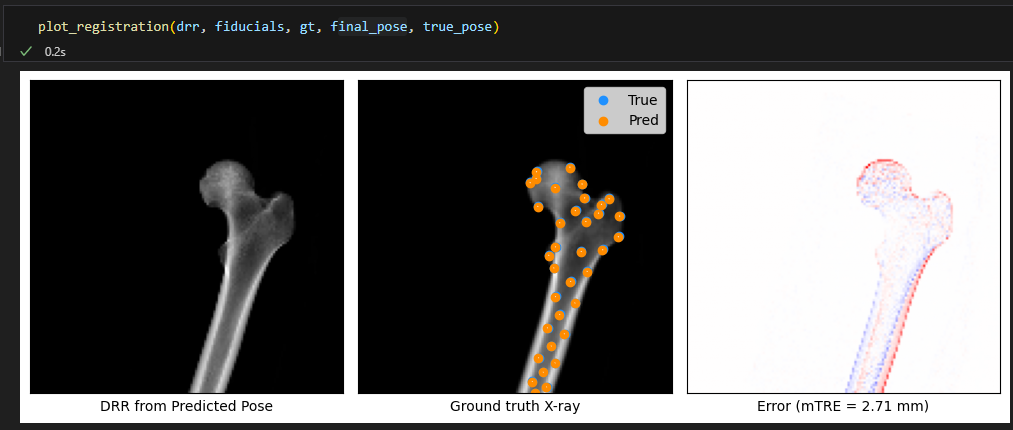 plot_registration(drr, fiducials, gt, final_pose, true_pose)
0.2s
True
Pred
DRR from Predicted Pose
Ground truth X-ray
Error (mTRE = 2.71 mm)